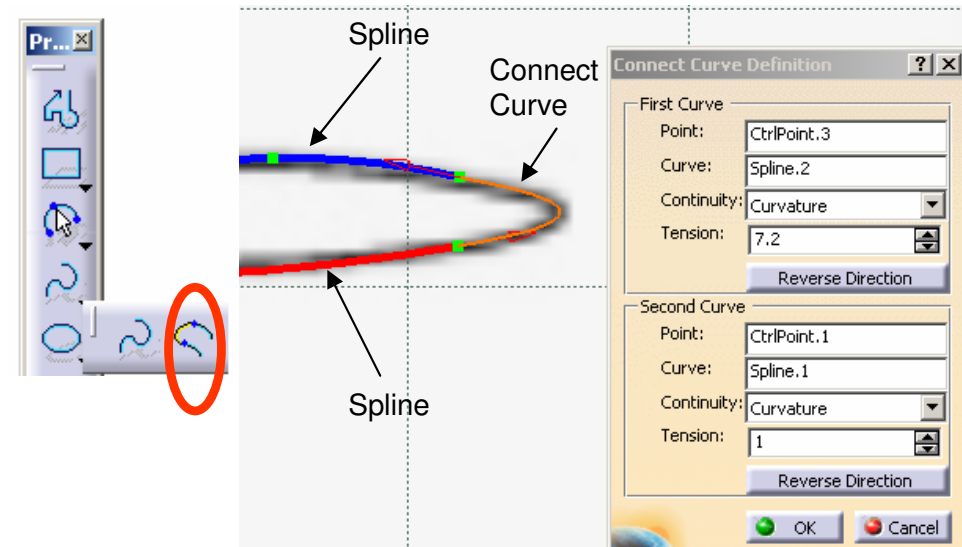 Pr...
Spline
Connect
Curve
Spline
Connect Curve Definition
First Curve
Point: CtrlPoint.3
Curve: Spline.2
Continuity: Curvature
Tension: 7.2
Reverse Direction
Second Curve
Point: CtrlPoint.1
Curve: Spline.1
Continuity: Curvature
Tension: 1
Reverse Direction
OK Cancel